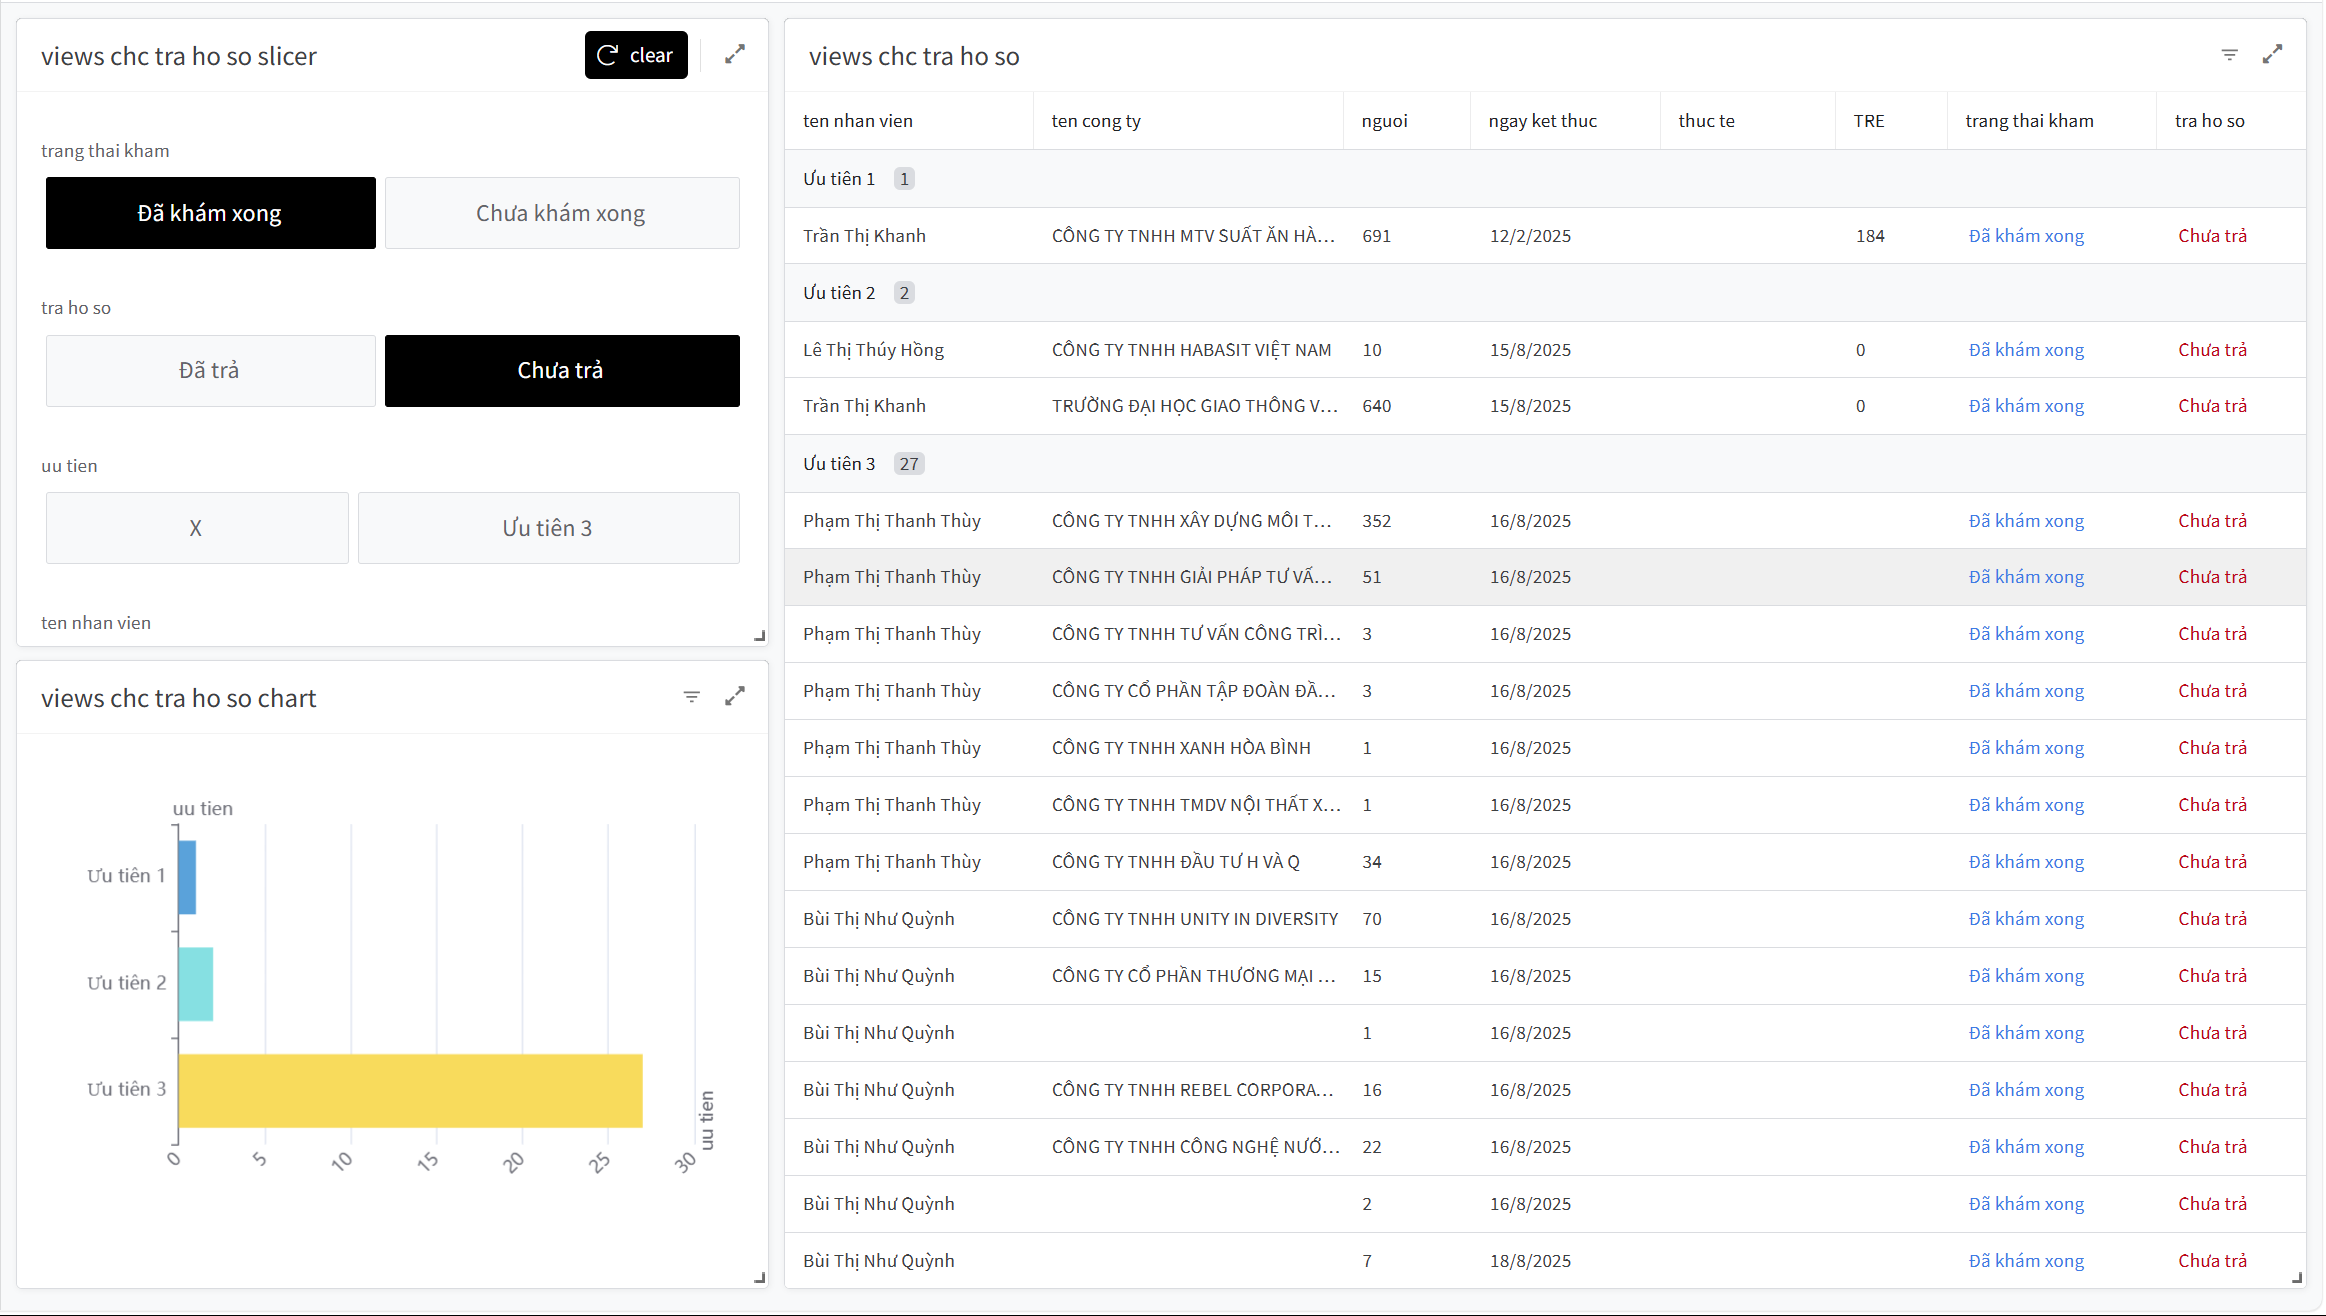 views chc tra ho so slicer
clear
trang thai kham
Đã khám xong
Chưa khám xong
tra ho so
Đã trả
Chưa trả
uu tien
X
Ưu tiên 3
ten nhan vien
views chc tra ho so chart
uu tien
Ưu tiên 1
Ưu tiên 2
Ưu tiên 3
0 5 10 15 20 25 30
uu tien
views chc tra ho so
ten nhan vien ten cong ty nguoi ngay ket thuc thuc te TRE trang thai kham tra ho so
Ưu tiên 1 1
Trần Thị Khanh CÔNG TY TNHH MTV SUẤT ĂN HÀ... 691 12/2/2025 184 Đã khám xong Chưa trả
Ưu tiên 2 2
Lê Thị Thúy Hồng CÔNG TY TNHH HABASIT VIỆT NAM 10 15/8/2025 0 Đã khám xong Chưa trả
Trần Thị Khanh TRƯỜNG ĐẠI HỌC GIAO THÔNG V... 640 15/8/2025 0 Đã khám xong Chưa trả
Ưu tiên 3 27
Phạm Thị Thanh Thùy CÔNG TY TNHH XÂY DỰNG MÔI T... 352 16/8/2025 Đã khám xong Chưa trả
Phạm Thị Thanh Thùy CÔNG TY TNHH GIẢI PHÁP TƯ VẤ... 51 16/8/2025 Đã khám xong Chưa trả
Phạm Thị Thanh Thùy CÔNG TY TNHH TƯ VẤN CÔNG TRÌ... 3 16/8/2025 Đã khám xong Chưa trả
Phạm Thị Thanh Thùy CÔNG TY CỔ PHẦN TẬP ĐOÀN ĐẦ... 3 16/8/2025 Đã khám xong Chưa trả
Phạm Thị Thanh Thùy CÔNG TY TNHH XANH HÒA BÌNH 1 16/8/2025 Đã khám xong Chưa trả
Phạm Thị Thanh Thùy CÔNG TY TNHH TMDV NỘI THẤT X... 1 16/8/2025 Đã khám xong Chưa trả
Phạm Thị Thanh Thùy CÔNG TY TNHH ĐẦU TƯ H VÀ Q 34 16/8/2025 Đã khám xong Chưa trả
Bùi Thị Như Quỳnh CÔNG TY TNHH UNITY IN DIVERSITY 70 16/8/2025 Đã khám xong Chưa trả
Bùi Thị Như Quỳnh CÔNG TY CỔ PHẦN THƯƠNG MẠI ... 15 16/8/2025 Đã khám xong Chưa trả
Bùi Thị Như Quỳnh 1 16/8/2025 Đã khám xong Chưa trả
Bùi Thị Như Quỳnh CÔNG TY TNHH REBEL CORPORA... 16 16/8/2025 Đã khám xong Chưa trả
Bùi Thị Như Quỳnh CÔNG TY TNHH CÔNG NGHỆ NƯỚ... 22 16/8/2025 Đã khám xong Chưa trả
Bùi Thị Như Quỳnh 2 16/8/2025 Đã khám xong Chưa trả
Bùi Thị Như Quỳnh 7 18/8/2025 Đã khám xong Chưa trả